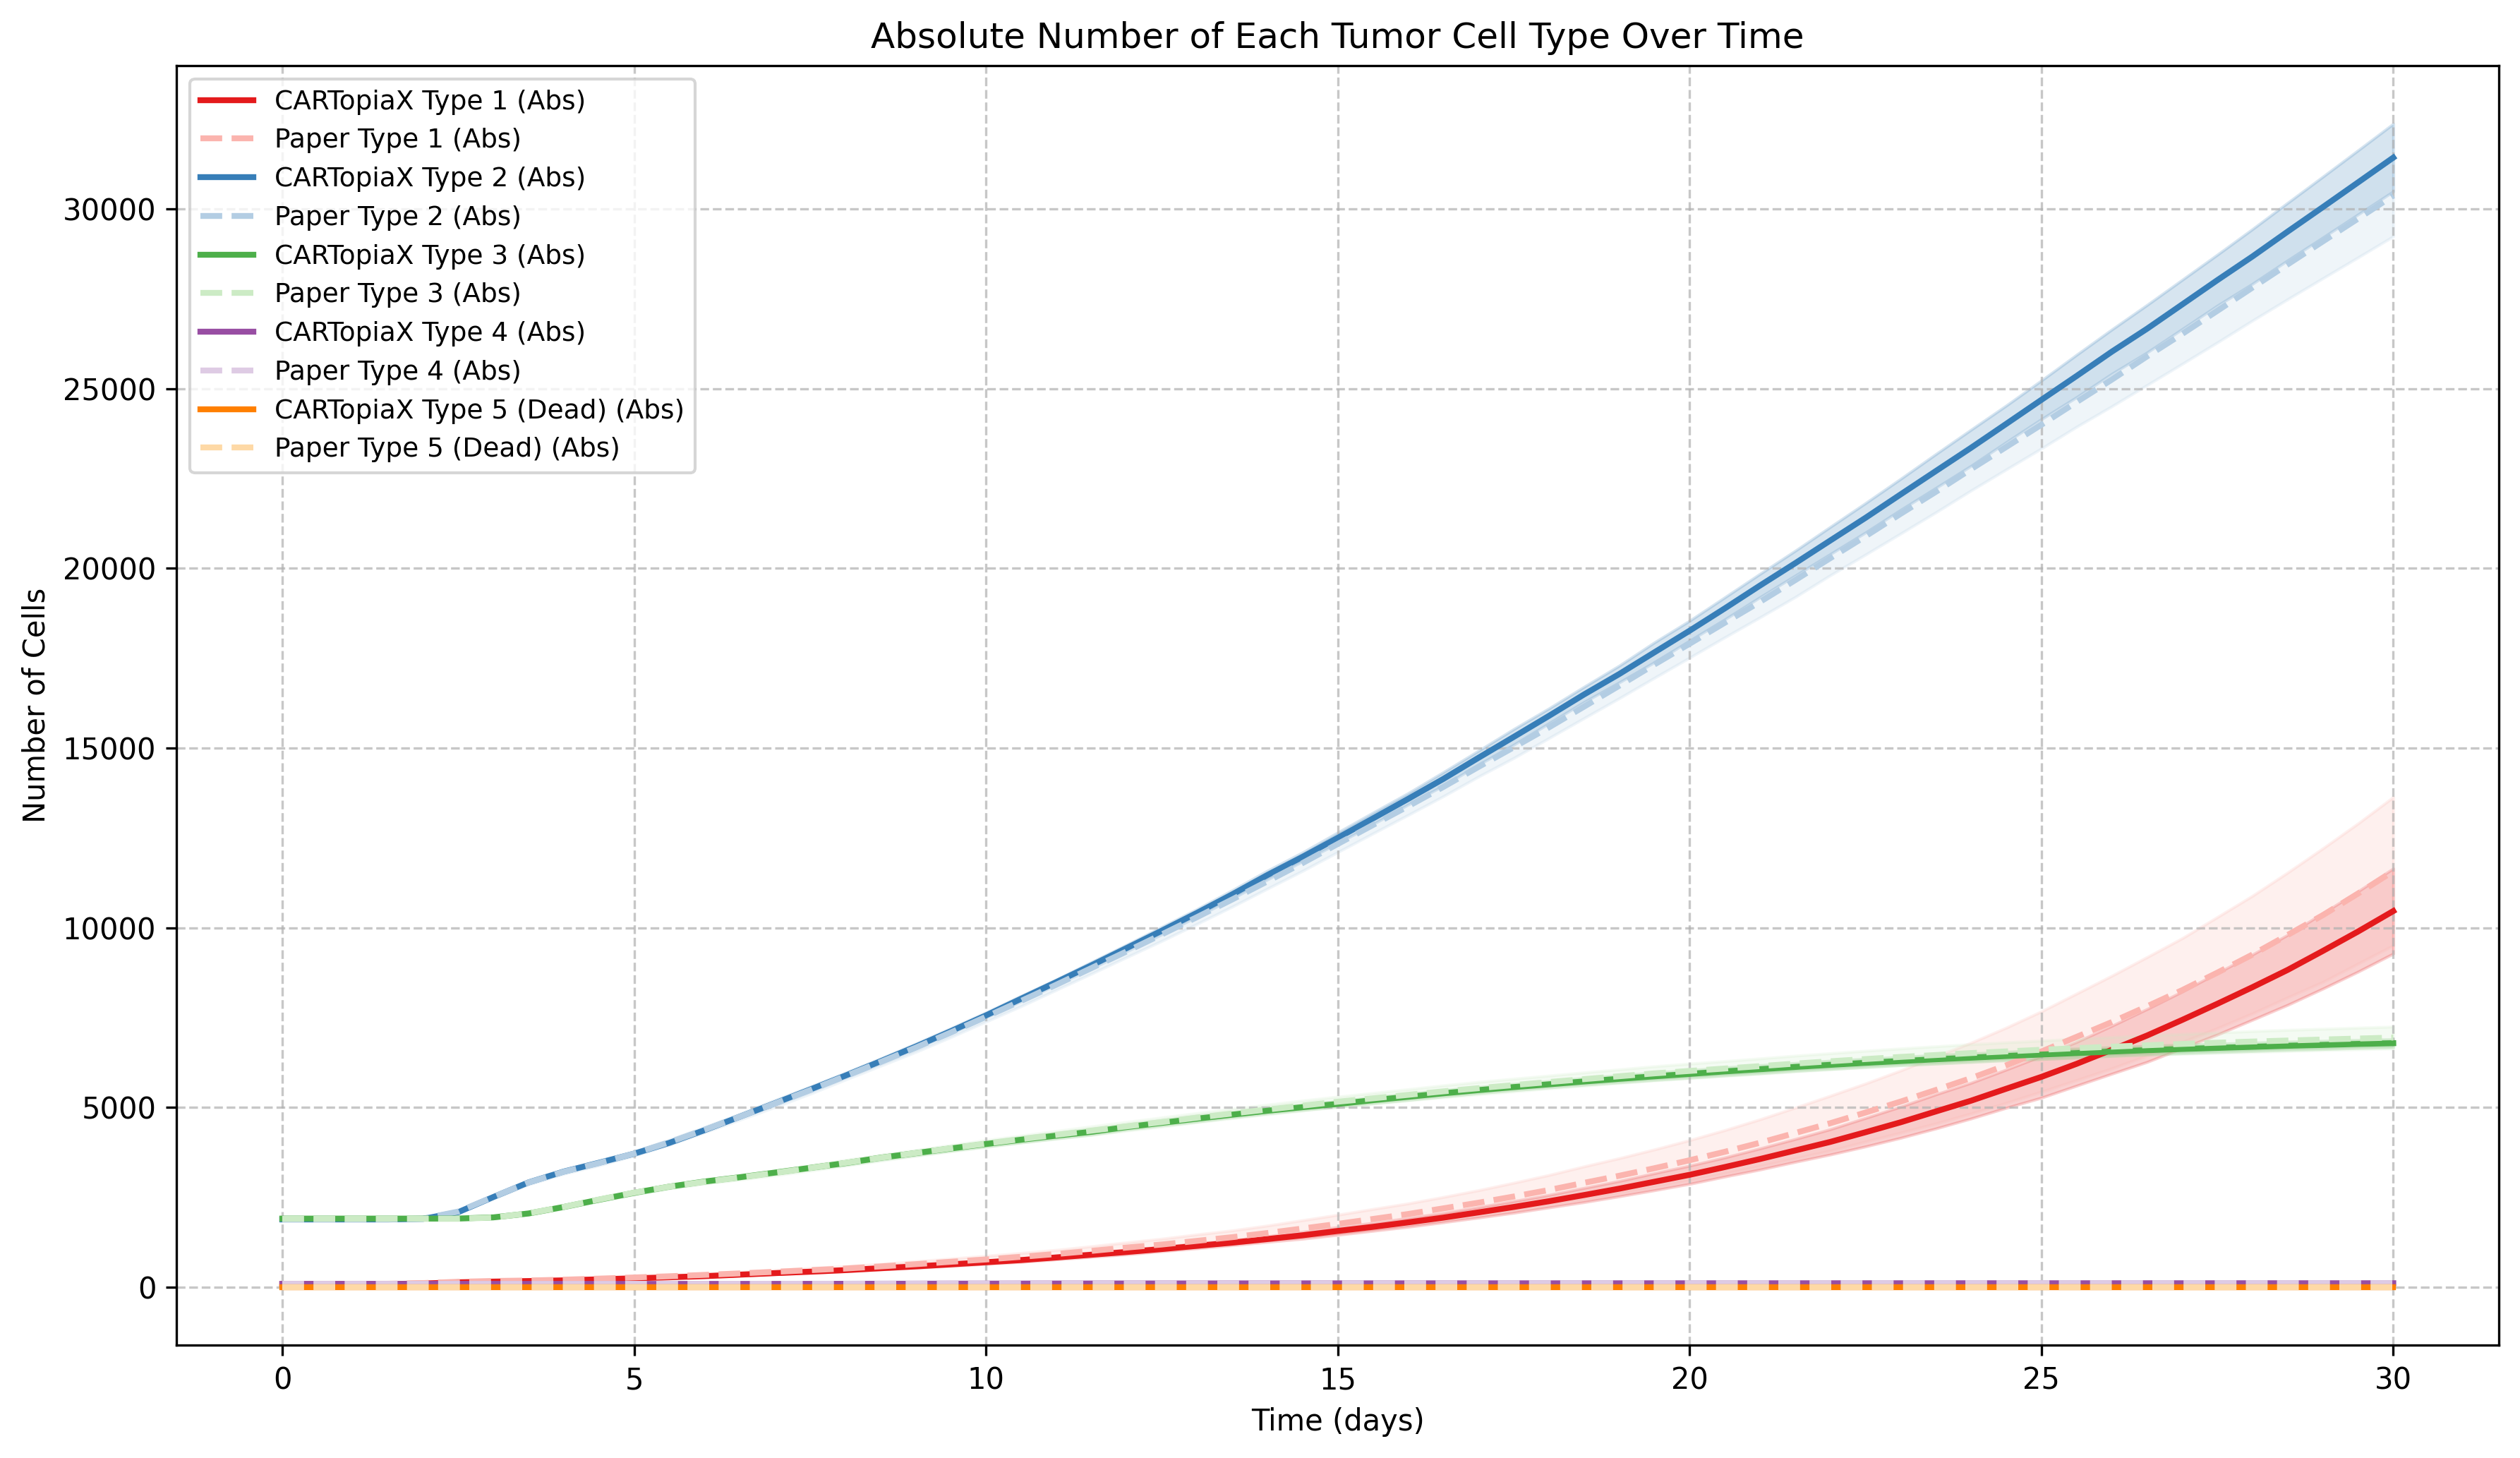 Absolute Number of Each Tumor Cell Type Over Time
CARTopiaX Type 1 (Abs)
Paper Type 1 (Abs)
CARTopiaX Type 2 (Abs)
Paper Type 2 (Abs)
CARTopiaX Type 3 (Abs)
Paper Type 3 (Abs)
CARTopiaX Type 4 (Abs)
Paper Type 4 (Abs)
CARTopiaX Type 5 (Dead) (Abs)
Paper Type 5 (Dead) (Abs)
Number of Cells
30000
25000
20000
15000
10000
5000
0
0 5 10 15 20 25 30
Time (days)